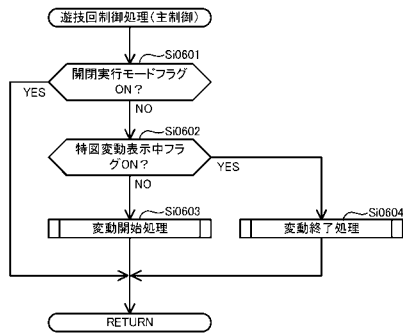 遊技回制御処理(主制御)
Si0601
開閉実行モードフラグ
ON?
YES
NO
Si0602
特図変動表示中フラ
グON?
YES
NO
Si0603
変動開始処理
Si0604
変動終了処理
RETURN